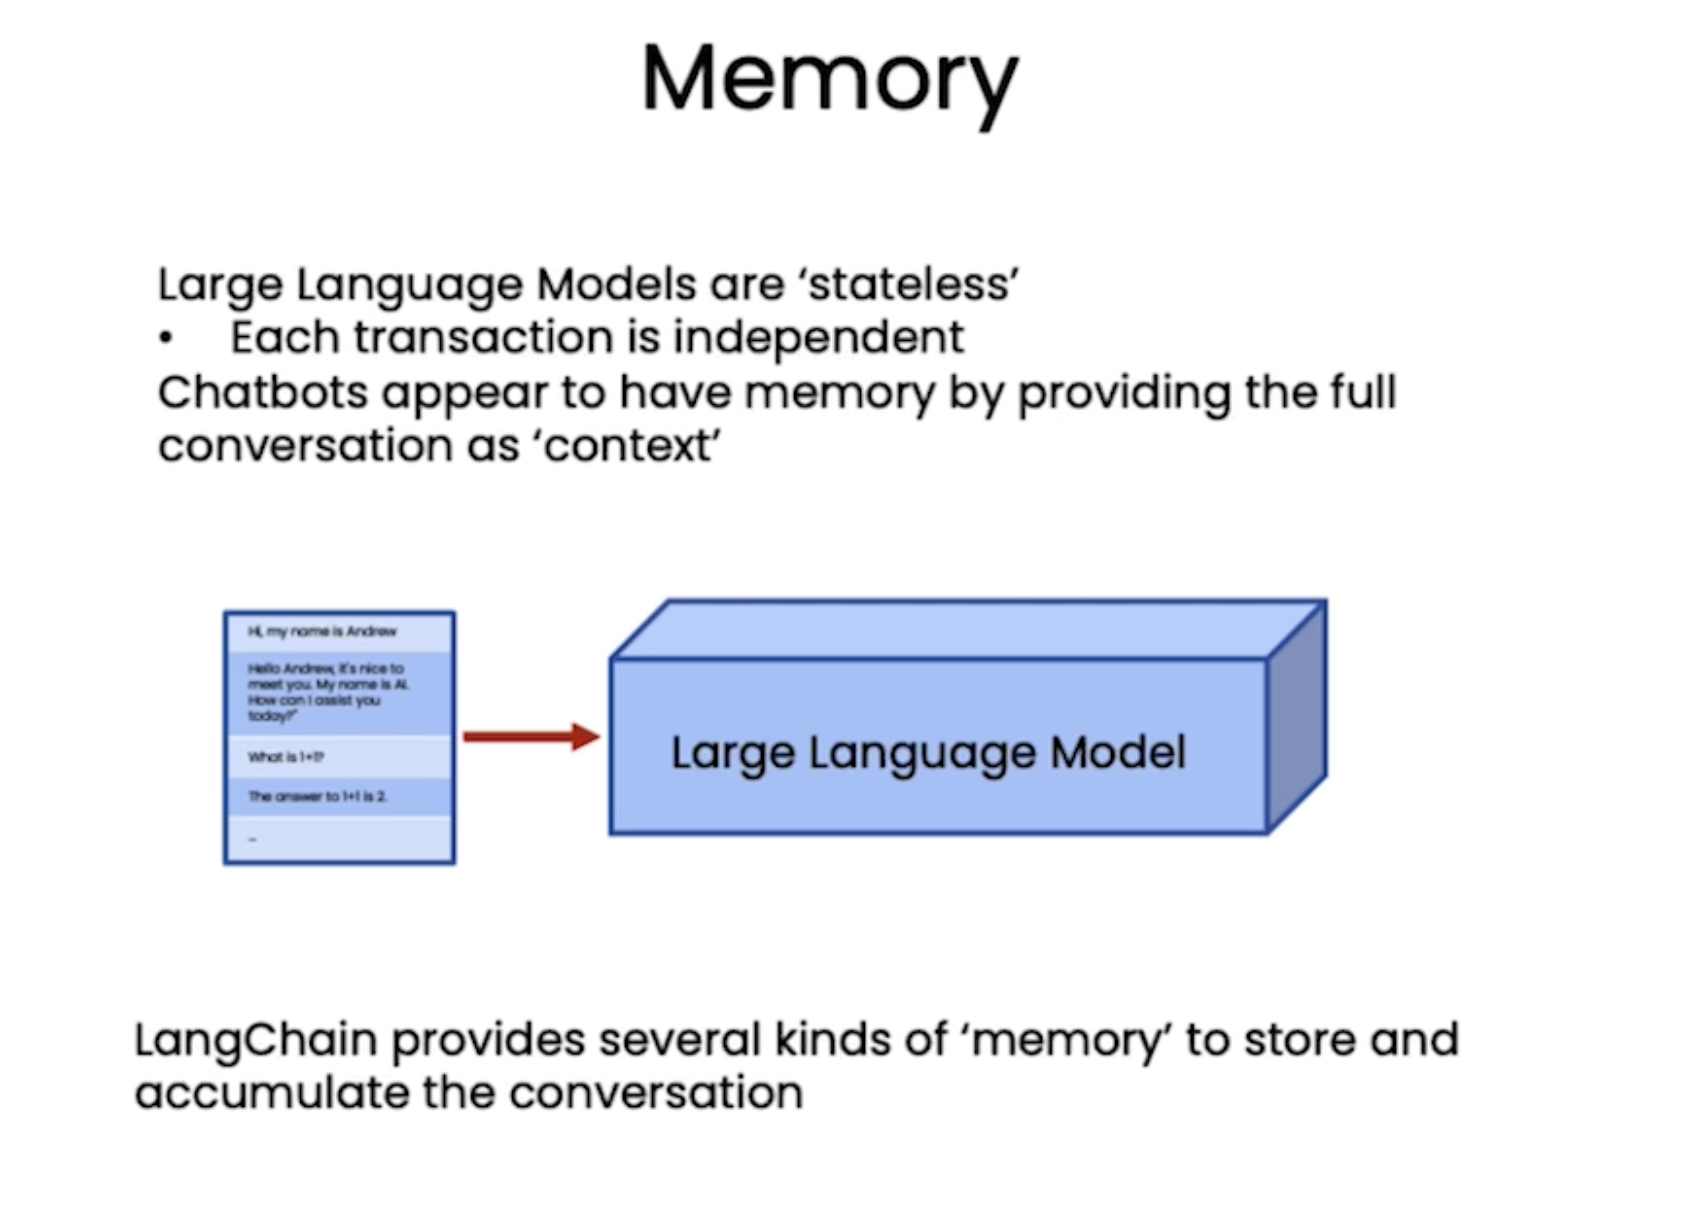 Memory
Large Language Models are ‘stateless’
• Each transaction is independent
Chatbots appear to have memory by providing the full
conversation as ‘context’
Hi, my name is Andrew
Hello Andrew, it's nice to
meet you. My name is AI.
How can I assist you
today?"
What is 1+1?
The answer to 1+1 is 2.
...
Large Language Model
LangChain provides several kinds of ‘memory’ to store and
accumulate the conversation